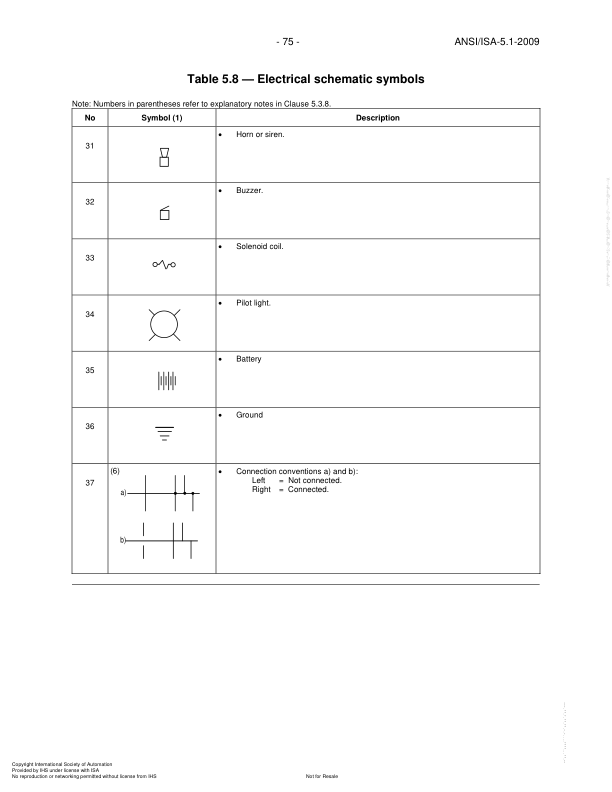 - 75 -
ANSI/ISA-5.1-2009
Table 5.8 — Electrical schematic symbols
Note: Numbers in parentheses refer to explanatory notes in Clause 5.3.8.
No Symbol (1) Description
31 • Horn or siren.
32 • Buzzer.
33 • Solenoid coil.
34 • Pilot light.
35 • Battery
36 • Ground
37 (6) • Connection conventions a) and b):
Left = Not connected.
Right = Connected.
a)
b)
Copyright International Society of Automation
Provided by IHS under license with ISA
No reproduction or networking permitted without license from IHS
Not for Resale